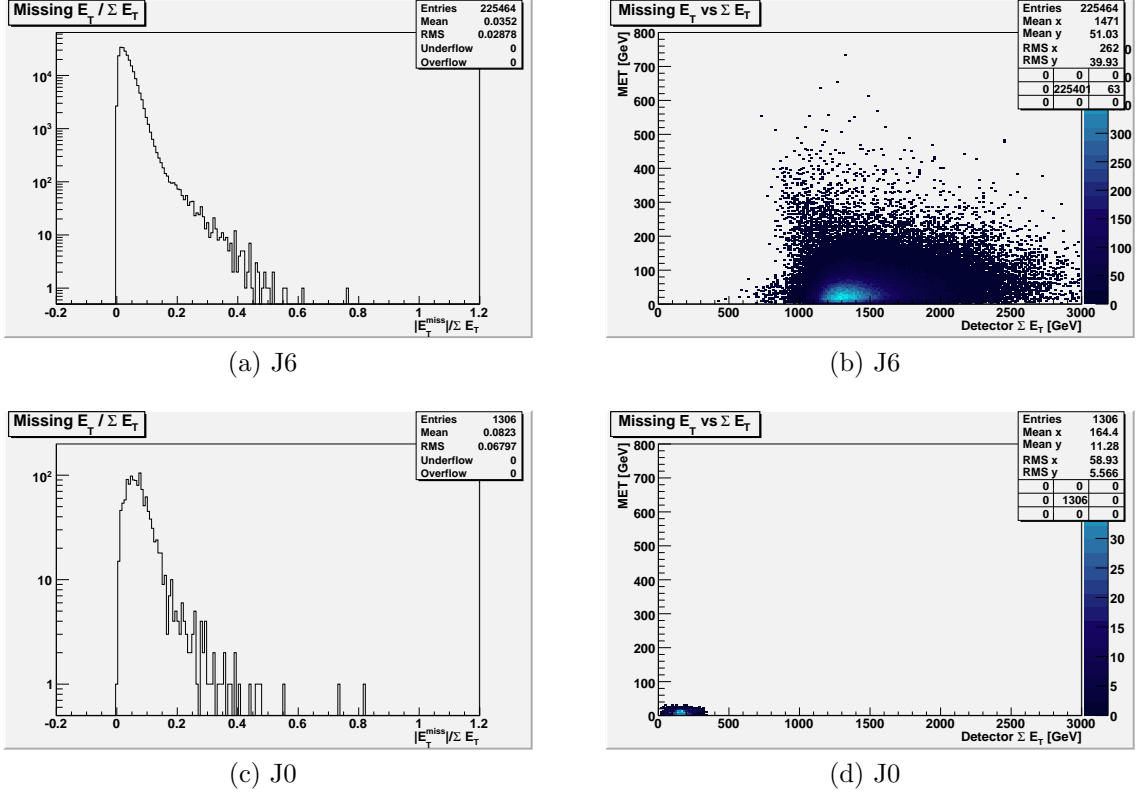 Missing E_T / Σ E_T
Entries 225464
Mean 0.0352
RMS 0.02878
Underflow 0
Overflow 0
10^4
10^3
10^2
10
1
-0.2 0 0.2 0.4 0.6 0.8 1 1.2
|E_T^miss|/Σ E_T
(a) J6
Missing E_T vs Σ E_T
Entries 225464
Mean x 1471
Mean y 51.03
RMS x 262
RMS y 39.93
0 0 0
0 225401 63
0 0 0
MET [GeV]
800
700
600
500
400
300
200
100
0
0 500 1000 1500 2000 2500 3000
Detector Σ E_T [GeV]
300
250
200
150
100
50
0
(b) J6
Missing E_T / Σ E_T
Entries 1306
Mean 0.0823
RMS 0.06797
Underflow 0
Overflow 0
10^2
10
1
-0.2 0 0.2 0.4 0.6 0.8 1 1.2
|E_T^miss|/Σ E_T
(c) J0
Missing E_T vs Σ E_T
Entries 1306
Mean x 164.4
Mean y 11.28
RMS x 58.93
RMS y 5.566
0 0 0
0 1306 0
0 0 0
MET [GeV]
800
700
600
500
400
300
200
100
0
0 500 1000 1500 2000 2500 3000
Detector Σ E_T [GeV]
30
25
20
15
10
5
0
(d) J0